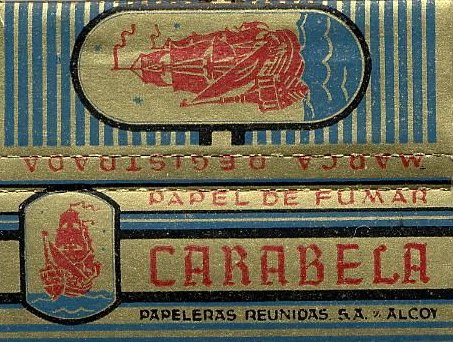 MARCA REGISTRADA
PAPEL DE FUMAR
CARABELA
PAPELERAS REUNIDAS, S.A. - ALCOY